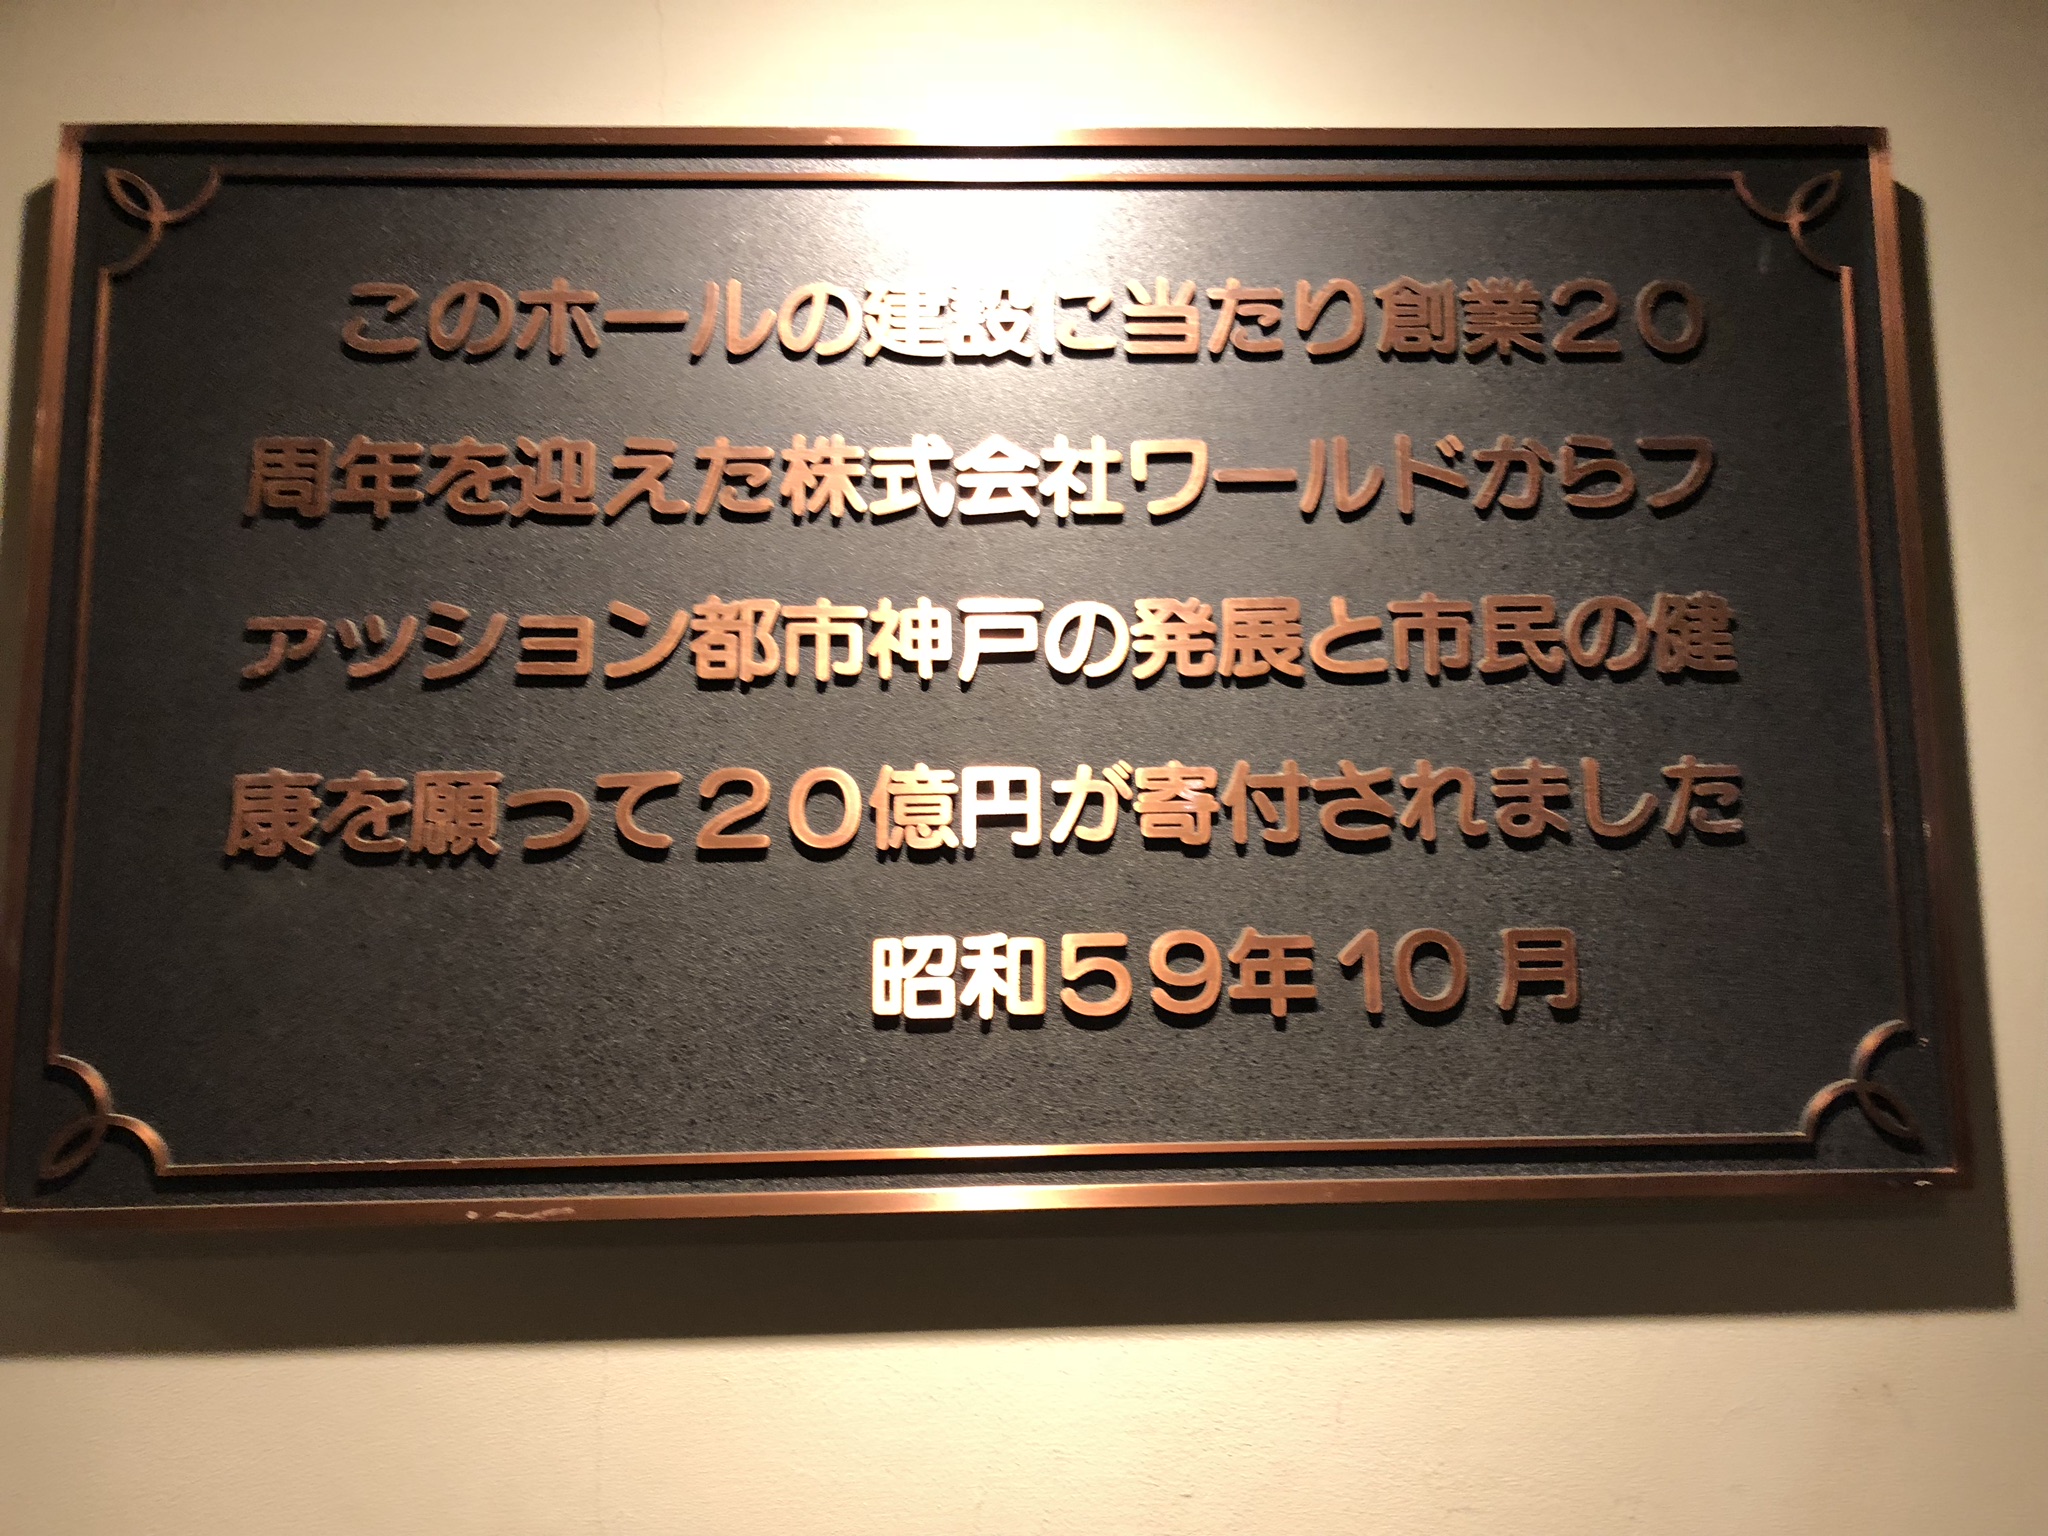 このホールの建設に当たり創業20
周年を迎えた株式会社ワールドからフ
ァッション都市神戸の発展と市民の健
康を願って20億円が寄付されました
昭和59年10月